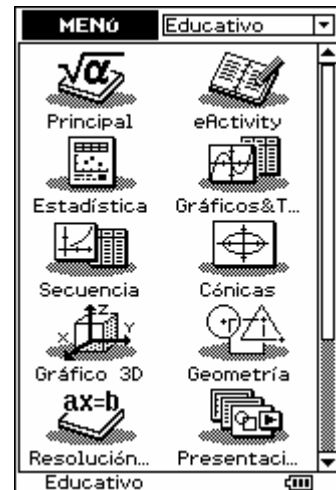 MENú Educativo
√α
Principal eActivity
Estadística Gráficos&T...
Secuencia Cónicas
Z
X Y
Gráfico 3D Geometría
ax=b
Resolución... Presentaci...
Educativo